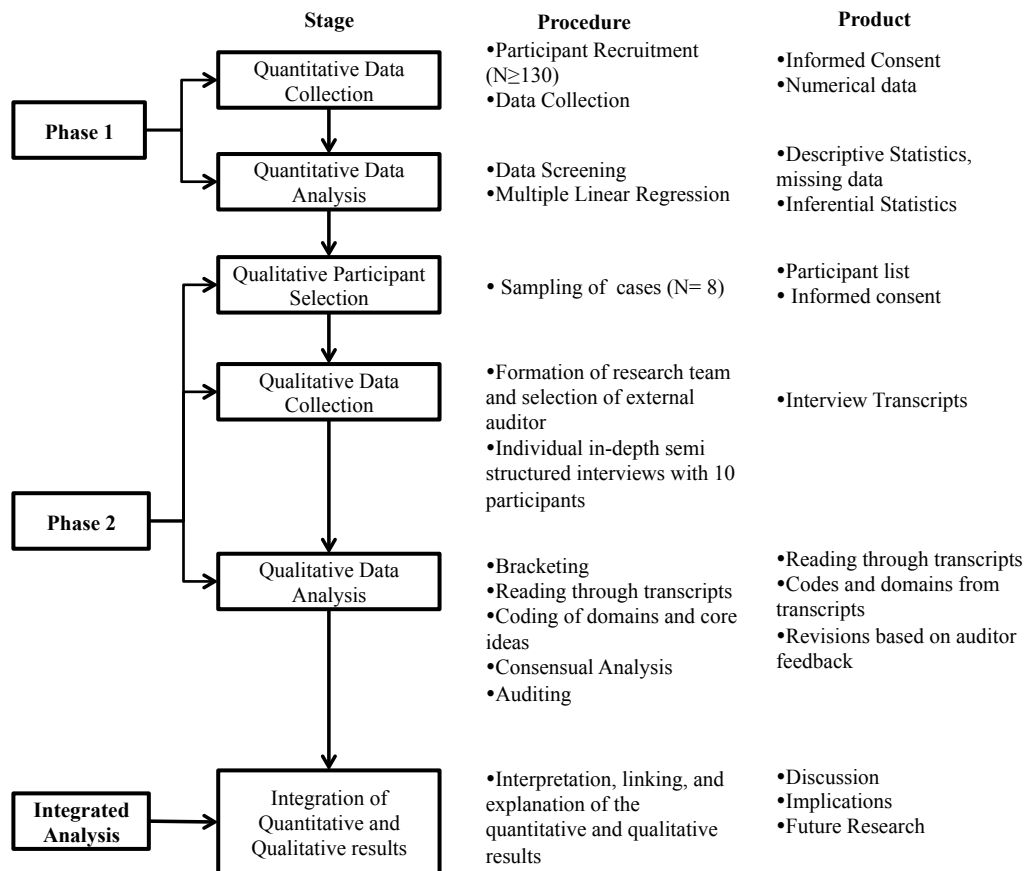 Stage
Procedure
Product
Phase 1
Quantitative Data
Collection
•Participant Recruitment
(N≥130)
•Data Collection
•Informed Consent
•Numerical data
Quantitative Data
Analysis
•Data Screening
•Multiple Linear Regression
•Descriptive Statistics,
missing data
•Inferential Statistics
Phase 2
Qualitative Participant
Selection
• Sampling of cases (N= 8)
•Participant list
• Informed consent
Qualitative Data
Collection
•Formation of research team
and selection of external
auditor
•Individual in-depth semi
structured interviews with 10
participants
•Interview Transcripts
Qualitative Data
Analysis
•Bracketing
•Reading through transcripts
•Coding of domains and core
ideas
•Consensual Analysis
•Auditing
•Reading through transcripts
•Codes and domains from
transcripts
•Revisions based on auditor
feedback
Integrated
Analysis
Integration of
Quantitative and
Qualitative results
•Interpretation, linking, and
explanation of the
quantitative and qualitative
results
•Discussion
•Implications
•Future Research